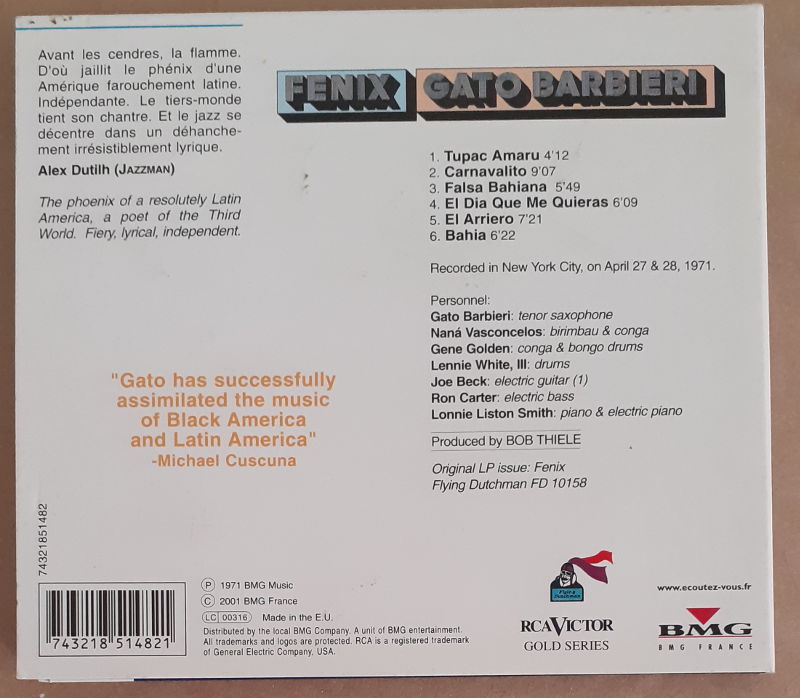 Avant les cendres, la flamme.
D'où jaillit le phénix d'une
Amérique farouchement latine.
Indépendante. Le tiers-monde
tient son chantre. Et le jazz se
décentre dans un déhanche-
ment irrésistiblement lyrique.
Alex Dutilh (JAZZMAN)
The phoenix of a resolutely Latin
America, a poet of the Third
World. Fiery, lyrical, independent.
FENIX GATO BARBIERI
1. Tupac Amaru 4'12
2. Carnavalito 9'07
3. Falsa Bahiana 5'49
4. El Dia Que Me Quieras 6'09
5. El Arriero 7'21
6. Bahia 6'22
Recorded in New York City, on April 27 & 28, 1971.
Personnel:
Gato Barbieri: tenor saxophone
Naná Vasconcelos: birimbau & conga
Gene Golden: conga & bongo drums
Lennie White, III: drums
Joe Beck: electric guitar (1)
Ron Carter: electric bass
Lonnie Liston Smith: piano & electric piano
Produced by BOB THIELE
Original LP issue: Fenix
Flying Dutchman FD 10158
"Gato has successfully
assimilated the music
of Black America
and Latin America"
-Michael Cuscuna
74321851482
7 43218 514821
P 1971 BMG Music
© 2001 BMG France
LC 00316 Made in the E.U.
Distributed by the local BMG Company. A unit of BMG entertainment.
All trademarks and logos are protected. RCA is a registered trademark
of General Electric Company, USA.
Flying
Dutchman
RCA VICTOR
GOLD SERIES
www.ecoutez-vous.fr
BMG
BMG FRANCE